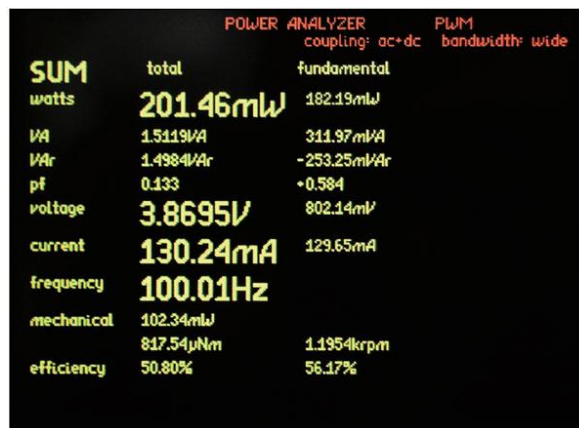 POWER ANALYZER PWM
coupling: ac+dc bandwidth: wide
SUM total fundamental
watts 201.46mW 182.19mW
VA 1.5119VA 311.97mVA
VAr 1.4984VAr -253.25mVAr
pf 0.133 +0.584
voltage 3.8695V 802.14mV
current 130.24mA 129.65mA
frequency 100.01Hz
mechanical 102.34mW
817.54µNm 1.1954krpm
efficiency 50.80% 56.17%